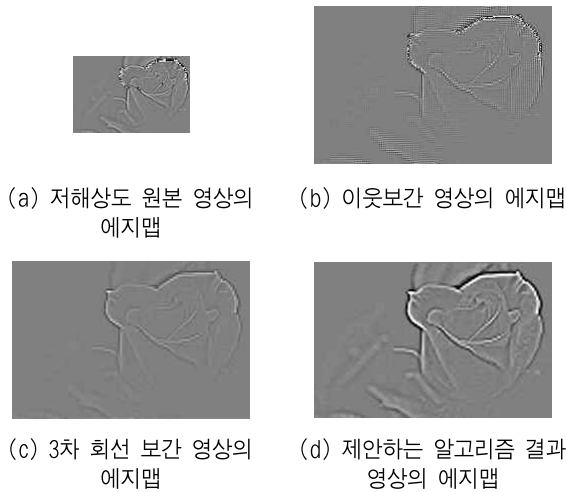 (a) 저해상도 원본 영상의
에지맵
(b) 이웃보간 영상의 에지맵
(c) 3차 회선 보간 영상의
에지맵
(d) 제안하는 알고리즘 결과
영상의 에지맵